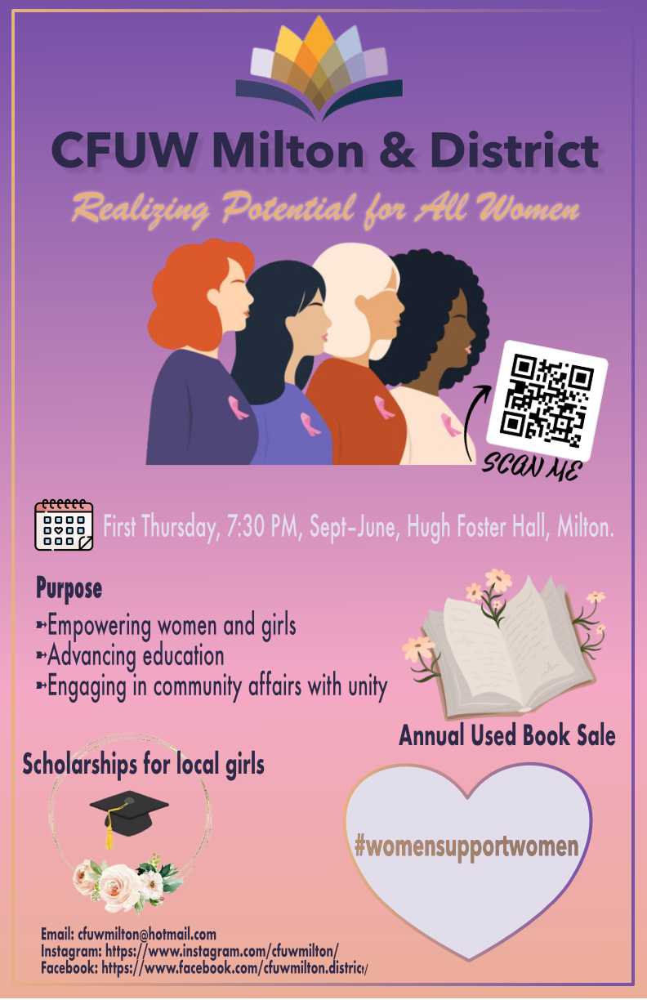 CFUW Milton & District
Realizing Potential for All Women
SCAN ME
First Thursday, 7:30 PM, Sept–June, Hugh Foster Hall, Milton.
Purpose
➼Empowering women and girls
➼Advancing education
➼Engaging in community affairs with unity
Annual Used Book Sale
Scholarships for local girls
#womensupportwomen
Email: cfuwmilton@hotmail.com
Instagram: https://www.instagram.com/cfuwmilton/
Facebook: https://www.facebook.com/cfuwmilton.district/